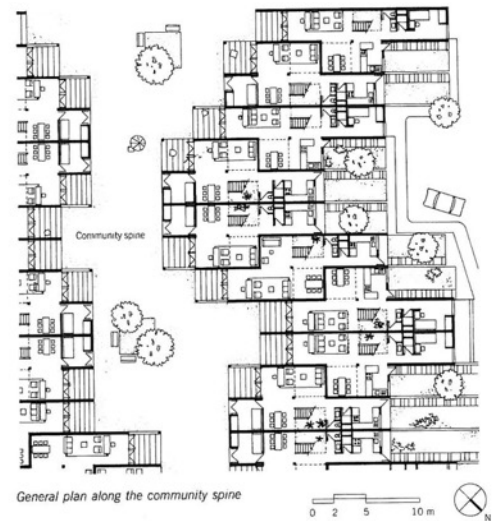 Community spine
General plan along the community spine
0 2 5 10 m
N